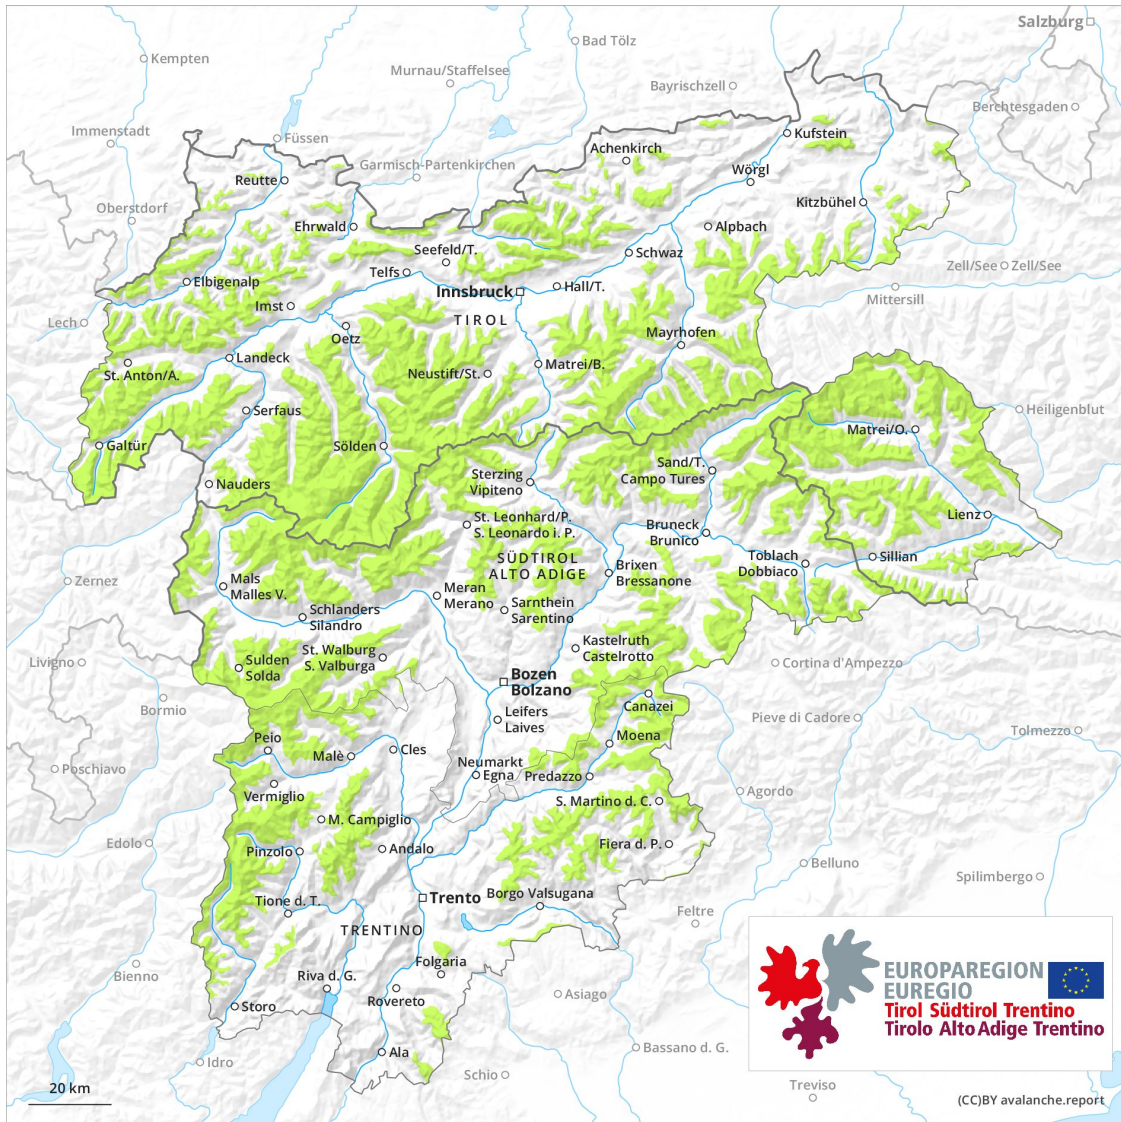 Salzburg
Bad Tölz
Kempten
Murnau/Staffelsee
Bayrischzell
Berchtesgaden
Immenstadt
Füssen
Kufstein
Achenkirch
Garmisch-Partenkirchen
Wörgl
Reutte
Kitzbühel
Oberstdorf
Ehrwald
Alpbach
Seefeld/T.
Schwaz
Telfs
Zell/See
Zell/See
Elbigenalp
Hall/T.
Innsbruck
Mittersill
Imst
TIROL
Lech
Oetz
Mayrhofen
Landeck
Matrei/B.
St. Anton/A.
Neustift/St.
Serfaus
Heiligenblut
Matrei/O.
Galtür
Sölden
Sterzing
Vipiteno
Sand/T.
Campo Tures
Nauders
St. Leonhard/P.
S. Leonardo i. P.
Lienz
Bruneck
Brunico
SÜDTIROL
ALTO ADIGE
Toblach
Dobbiaco
Sillian
Brixen
Bressanone
Zernez
Mals
Malles V.
Meran
Merano
Sarnthein
Sarentino
Schlanders
Silandro
Kastelruth
Castelrotto
St. Walburg
S. Valburga
Livigno
Sulden
Solda
Cortina d'Ampezzo
Bozen
Bolzano
Bormio
Canazei
Leifers
Laives
Pieve di Cadore
Tolmezzo
Peio
Moena
Cles
Malè
Neumarkt
Egna
Poschiavo
Predazzo
Vermiglio
Agordo
S. Martino d. C.
M. Campiglio
Edolo
Pinzolo
Andalo
Fiera d. P.
Belluno
Spilimbergo
Tione d. T.
Trento
Borgo Valsugana
Feltre
TRENTINO
Folgaria
Bienno
Riva d. G.
Rovereto
Asiago
Storo
EUROPAREGION
EUREGIO
Tirol Südtirol Trentino
Tirolo Alto Adige Trentino
Ala
Bassano d. G.
Idro
Schio
Treviso
20 km
(CC)BY avalanche.report